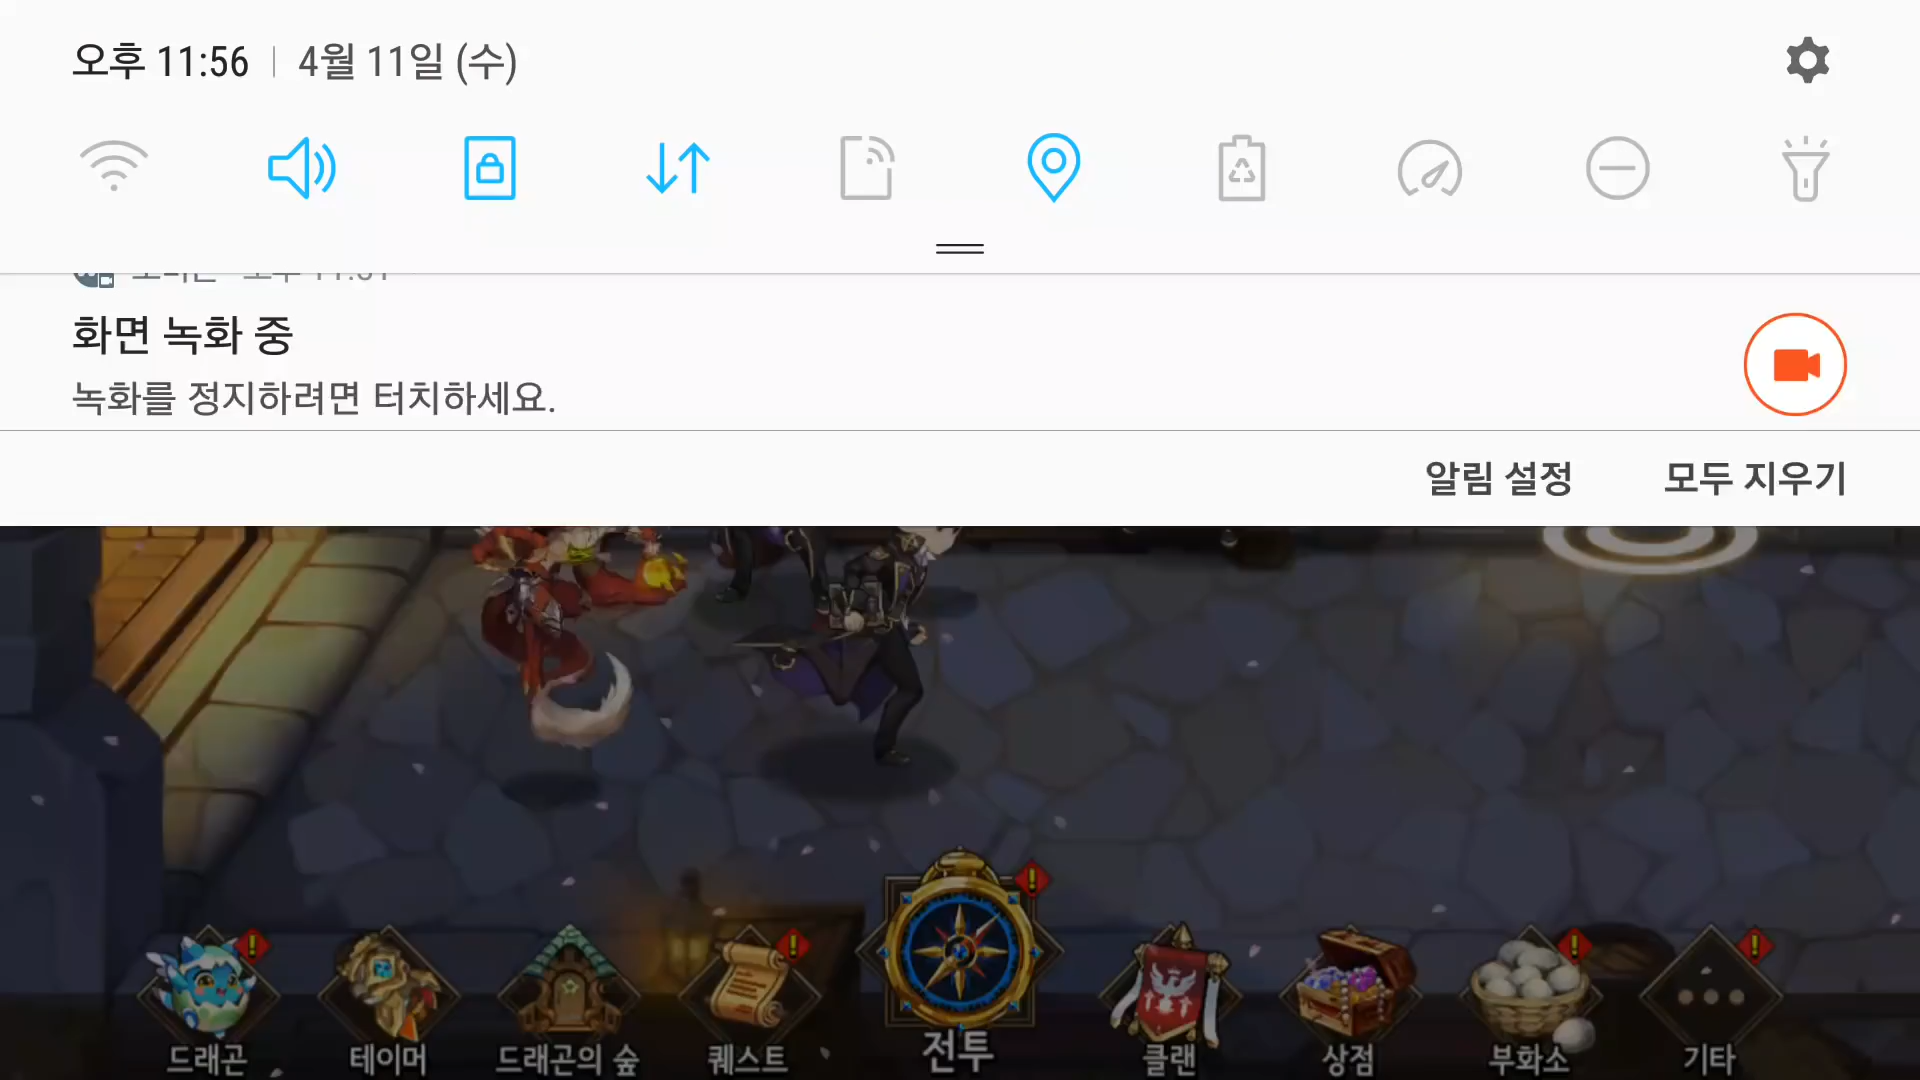 오후 11:56 | 4월 11일 (수)
화면 녹화 중
녹화를 정지하려면 터치하세요.
알림 설정 모두 지우기
드래곤 테이머 드래곤의 숲 퀘스트 전투 클랜 상점 부화소 기타